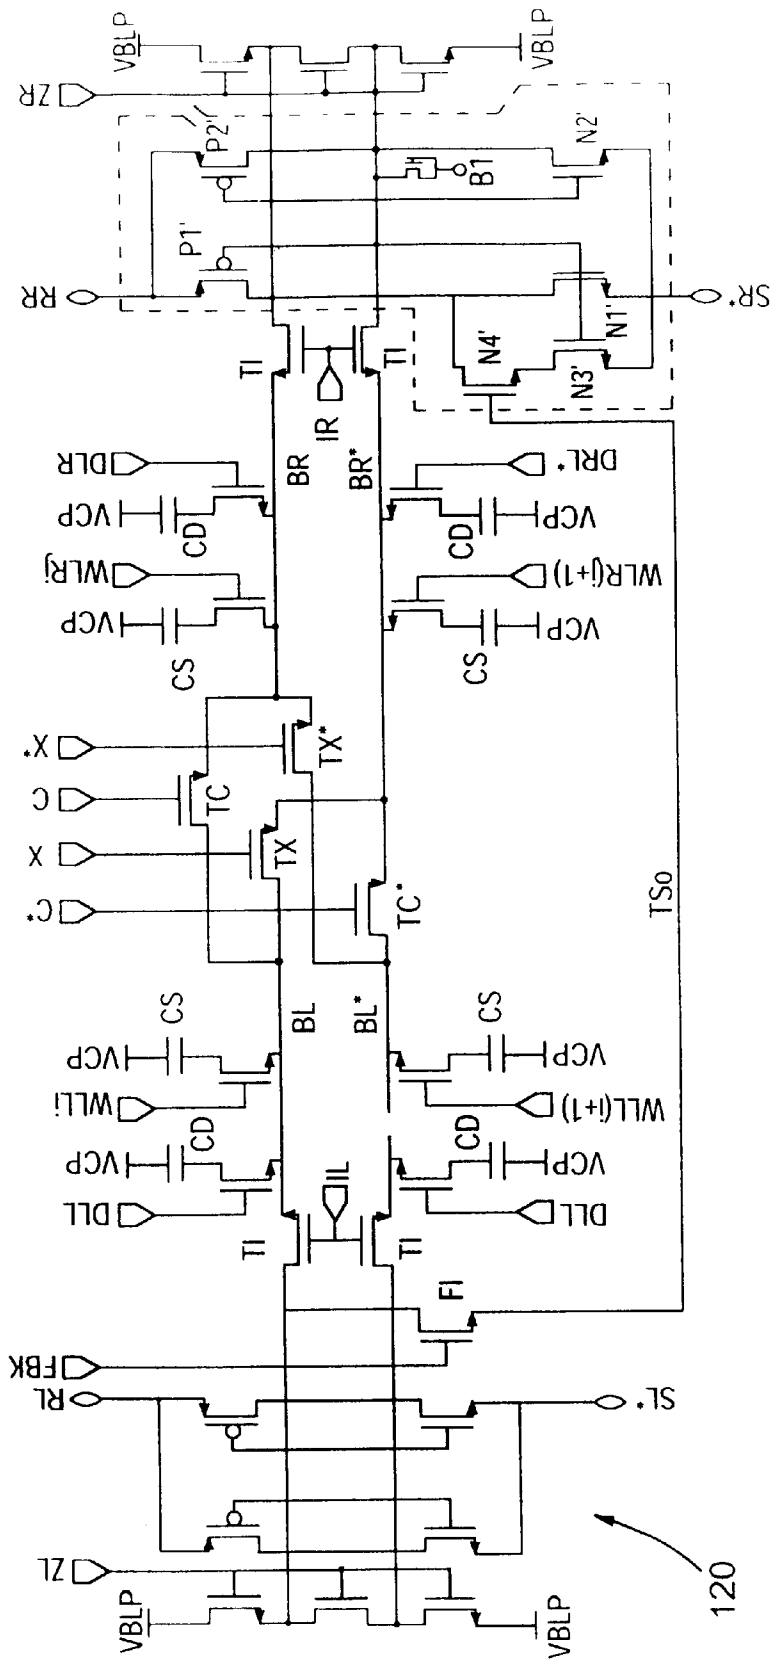 VBLP
VBLP
ZR
P2'
N2'
B1
P1'
RR
SR*
N1'
N3'
N4'
TI
TI
IR
DLR
BR
BR*
DRL*
VCP
CD
CD
VCP
WLRj
WLR(j+1)
VCP
CS
CS
VCP
X*
TX*
C
TC
X
TX
C*
TC*
TS0
BL
BL*
CS
CS
VCP
VCP
WLLi
WLL(i+1)
CD
CD
VCP
VCP
DLL
DLL
IL
TI
TI
FI
FBK
RL
SL*
ZL
VBLP
VBLP
120